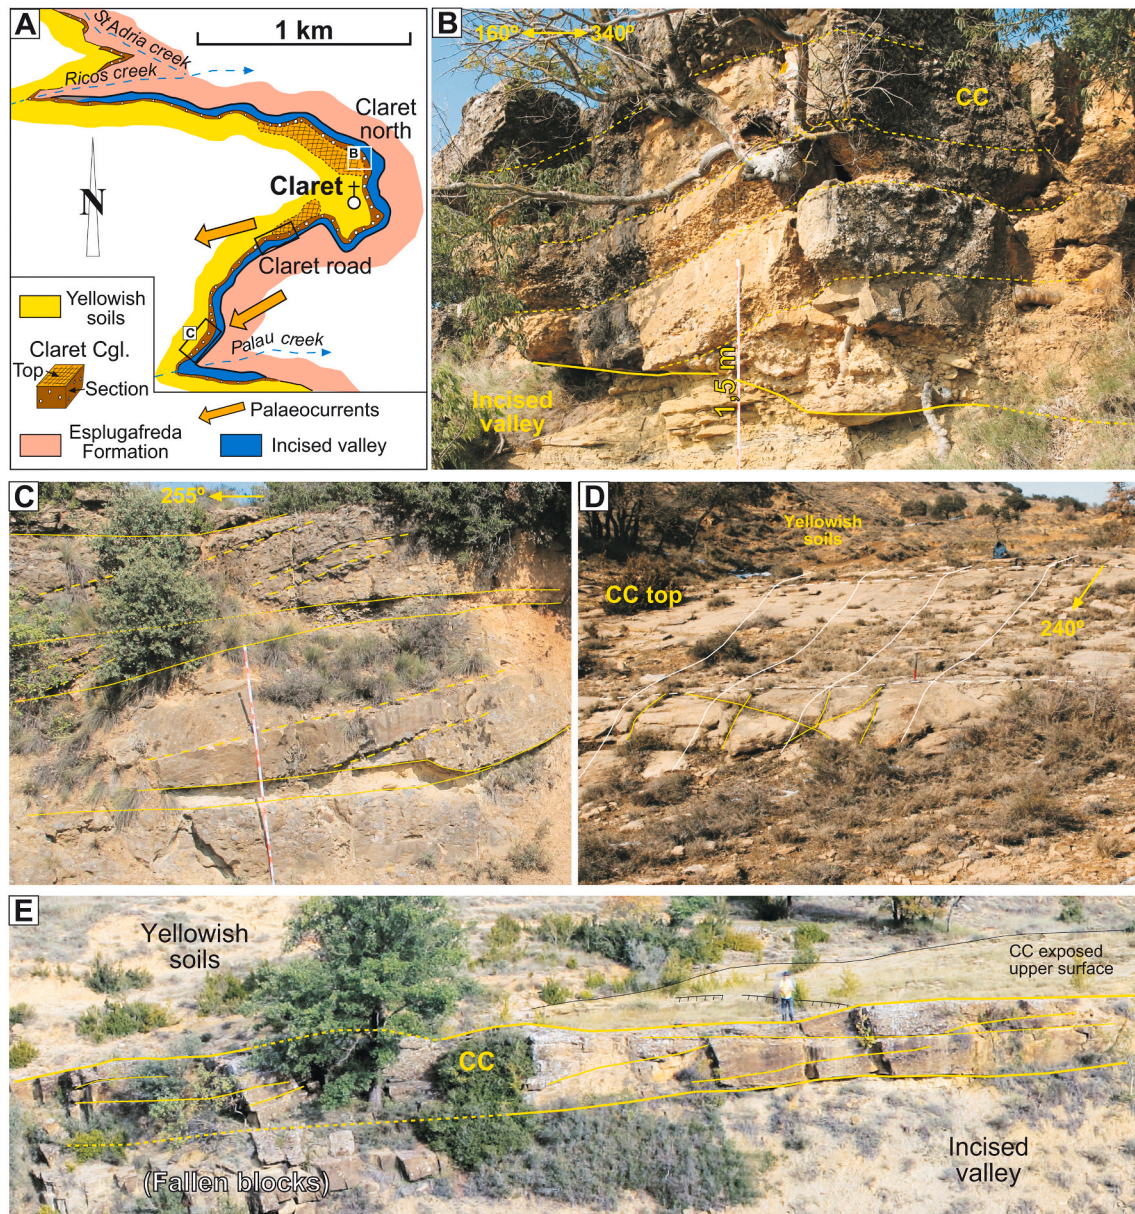 A
1 km
St Adria creek
Ricos creek
Claret
north
B
Claret
N
Claret road
C
Palau creek
Yellowish
soils
Claret Cgl.
Top
Section
Palaeocurrents
Esplugafreda
Formation
Incised valley
B
160º
340º
CC
1,5 m
Incised
valley
C
255º
D
Yellowish
soils
CC top
240º
E
Yellowish
soils
CC exposed
upper surface
CC
Incised
valley
(Fallen blocks)